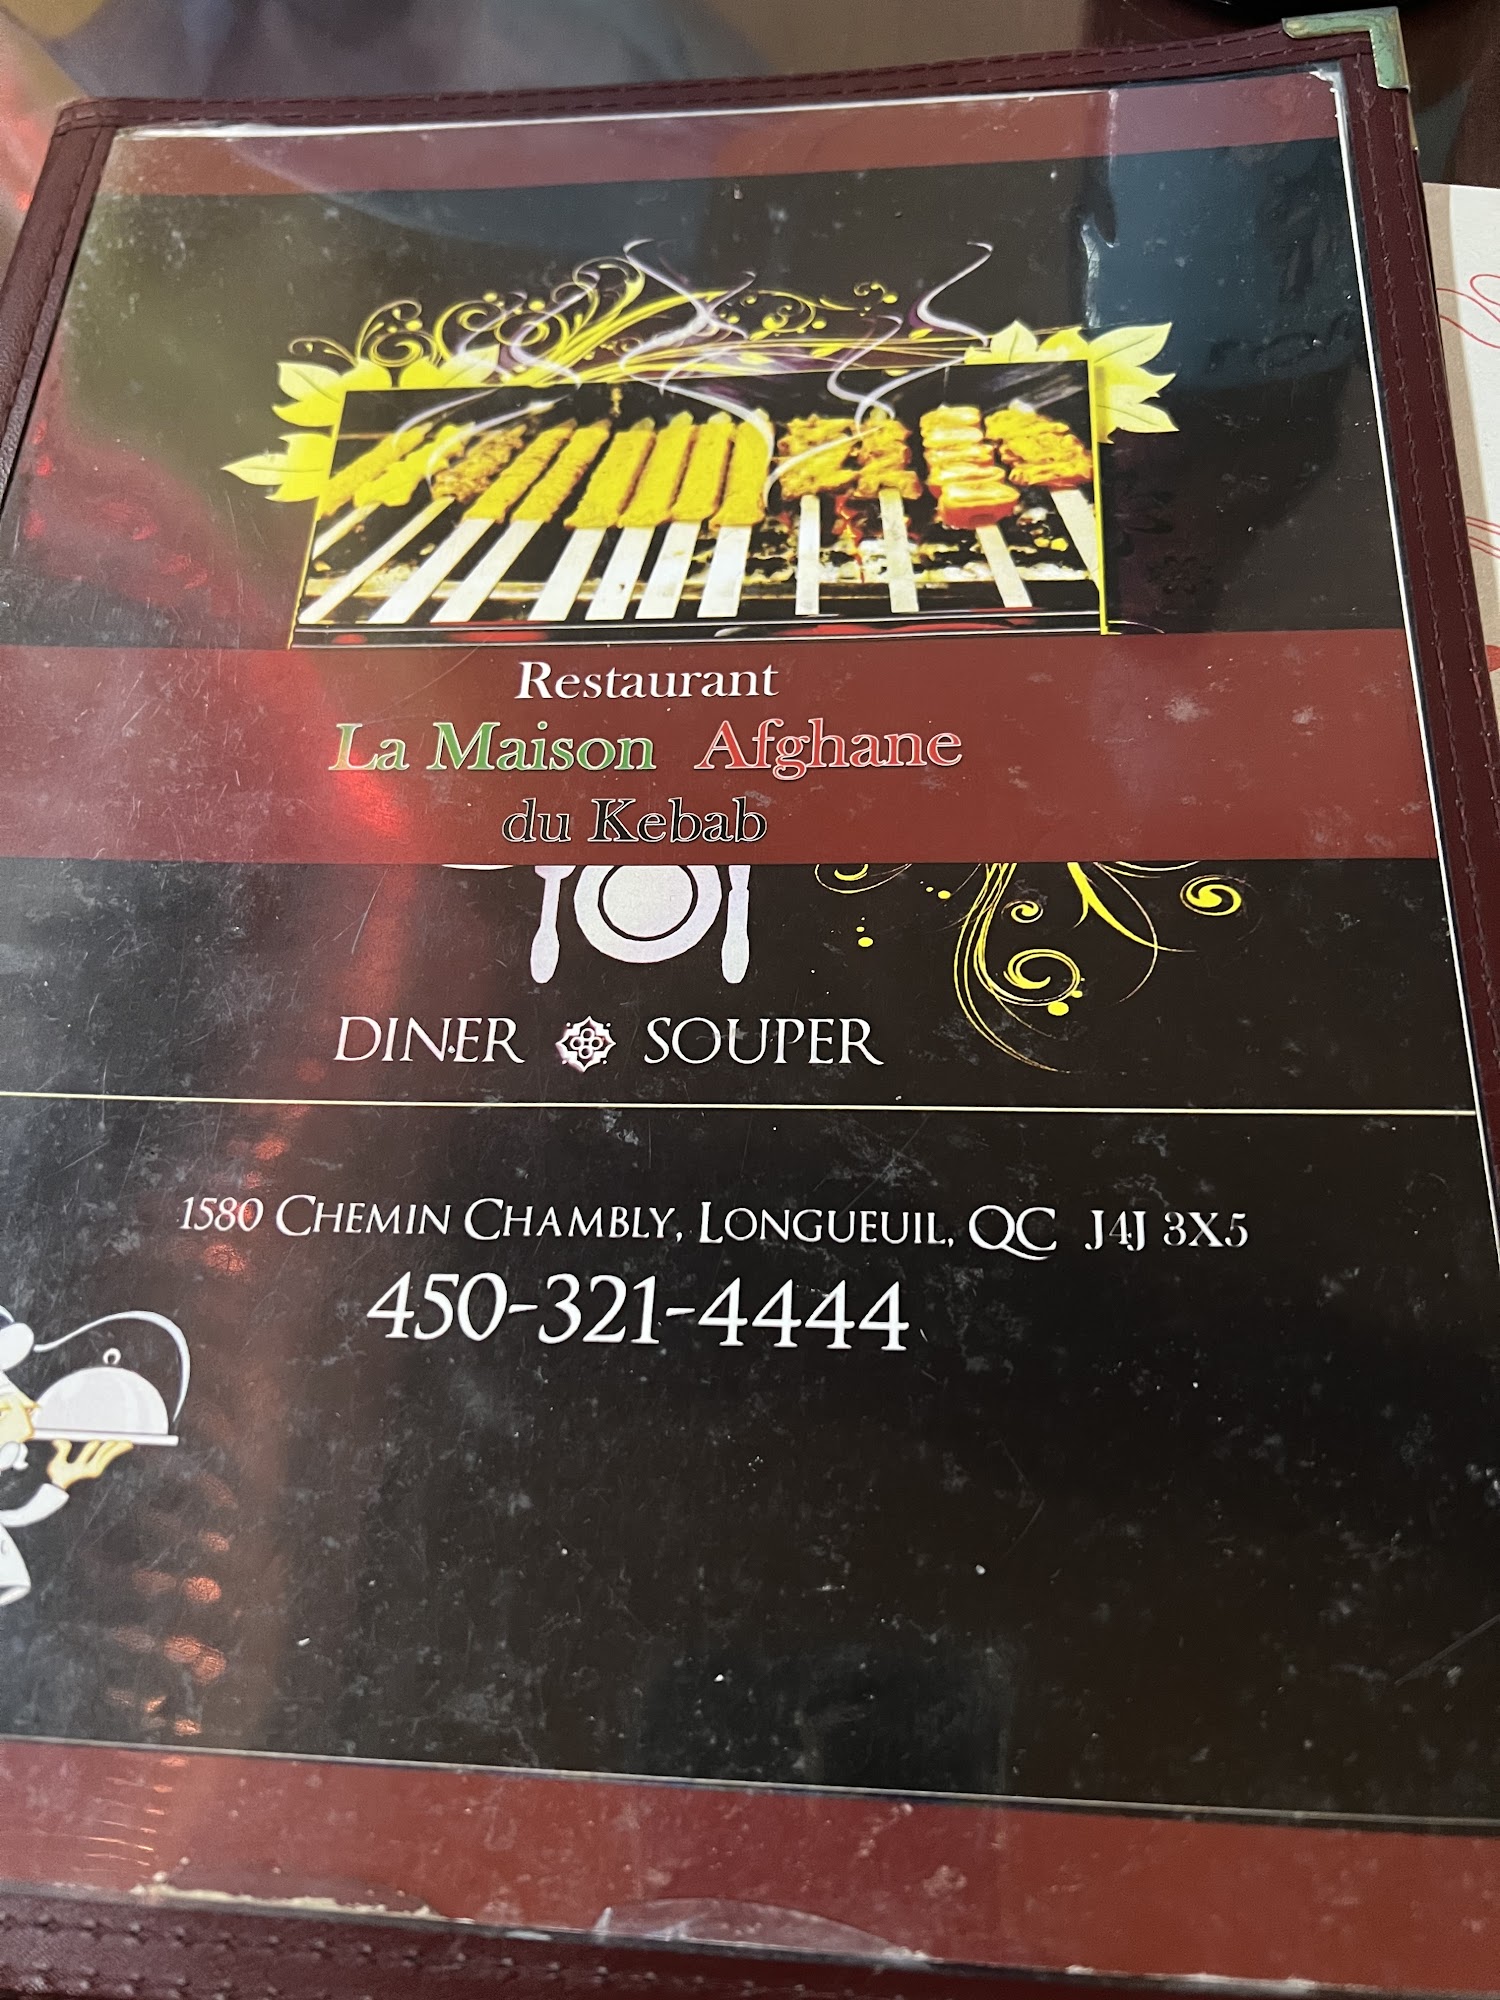 Restaurant
La Maison Afghane
du Kebab
DINER SOUPER
1580 CHEMIN CHAMBLY, LONGUEUIL, QC J4J 3X5
450-321-4444